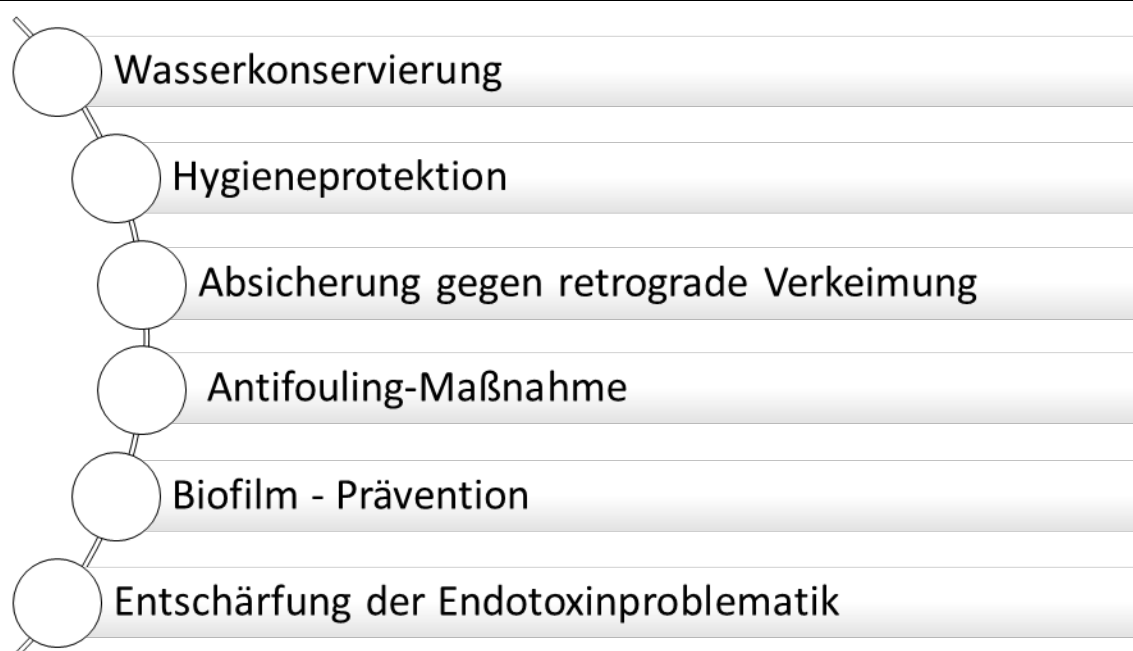 Wasserkonservierung
Hygieneprotektion
Absicherung gegen retrograde Verkeimung
Antifouling-Maßnahme
Biofilm - Prävention
Entschärfung der Endotoxinproblematik